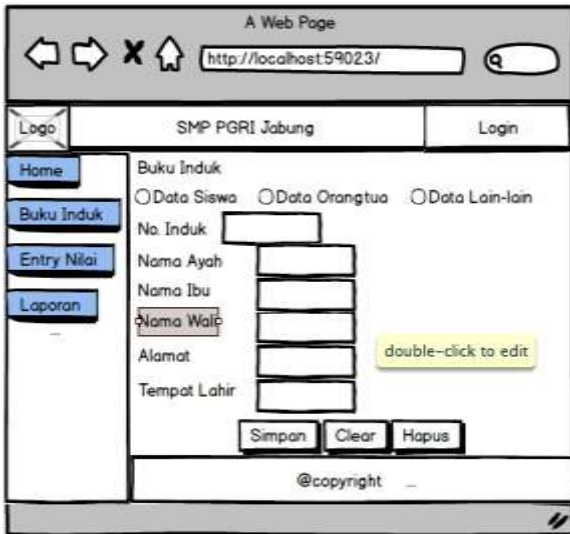 A Web Page
http://localhost:59023/
Logo
SMP PGRI Jabung
Login
Home
Buku Induk
Entry Nilai
Laporan
Buku Induk
Data Siswa
Data Orangtua
Data Lain-lain
No. Induk
Nama Ayah
Nama Ibu
Nama Wali
Alamat
Tempat Lahir
double-click to edit
Simpan
Clear
Hapus
@copyright